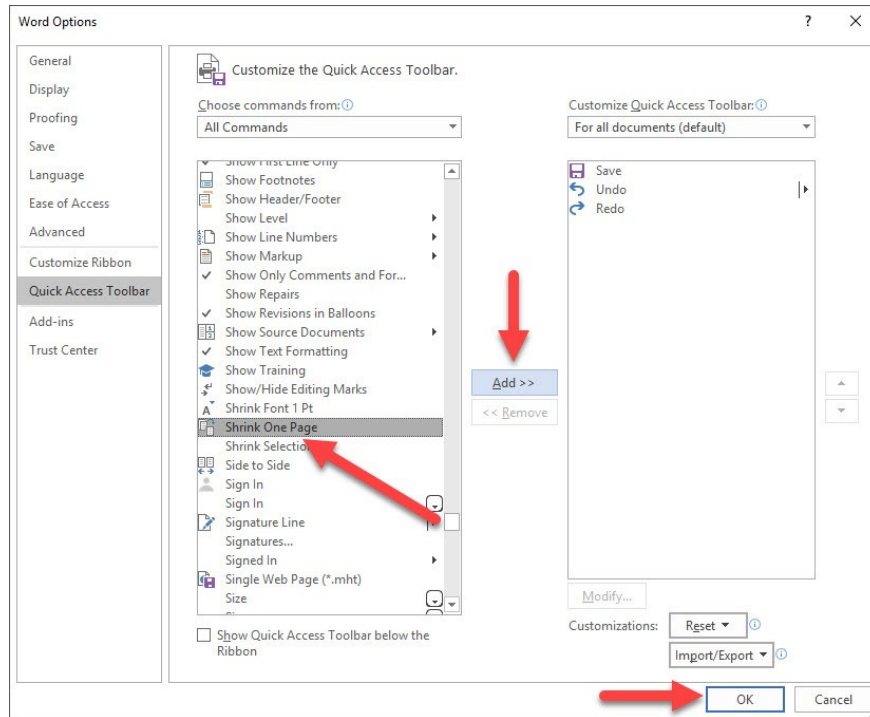 Word Options
?
General
Display
Proofing
Save
Language
Ease of Access
Advanced
Customize Ribbon
Quick Access Toolbar
Add-ins
Trust Center
Customize the Quick Access Toolbar.
Choose commands from:
All Commands
Show First Line Only
Show Footnotes
Show Header/Footer
Show Level
Show Line Numbers
Show Markup
Show Only Comments and For...
Show Repairs
Show Revisions in Balloons
Show Source Documents
Show Text Formatting
Show Training
Show/Hide Editing Marks
Shrink Font 1 Pt
Shrink One Page
Shrink Selection
Side to Side
Sign In
Sign In
Signature Line
Signatures...
Signed In
Single Web Page (*.mht)
Size
Show Quick Access Toolbar below the
Ribbon
Add >>
<< Remove
Customize Quick Access Toolbar:
For all documents (default)
Save
Undo
Redo
Modify...
Customizations:
Reset
Import/Export
OK
Cancel